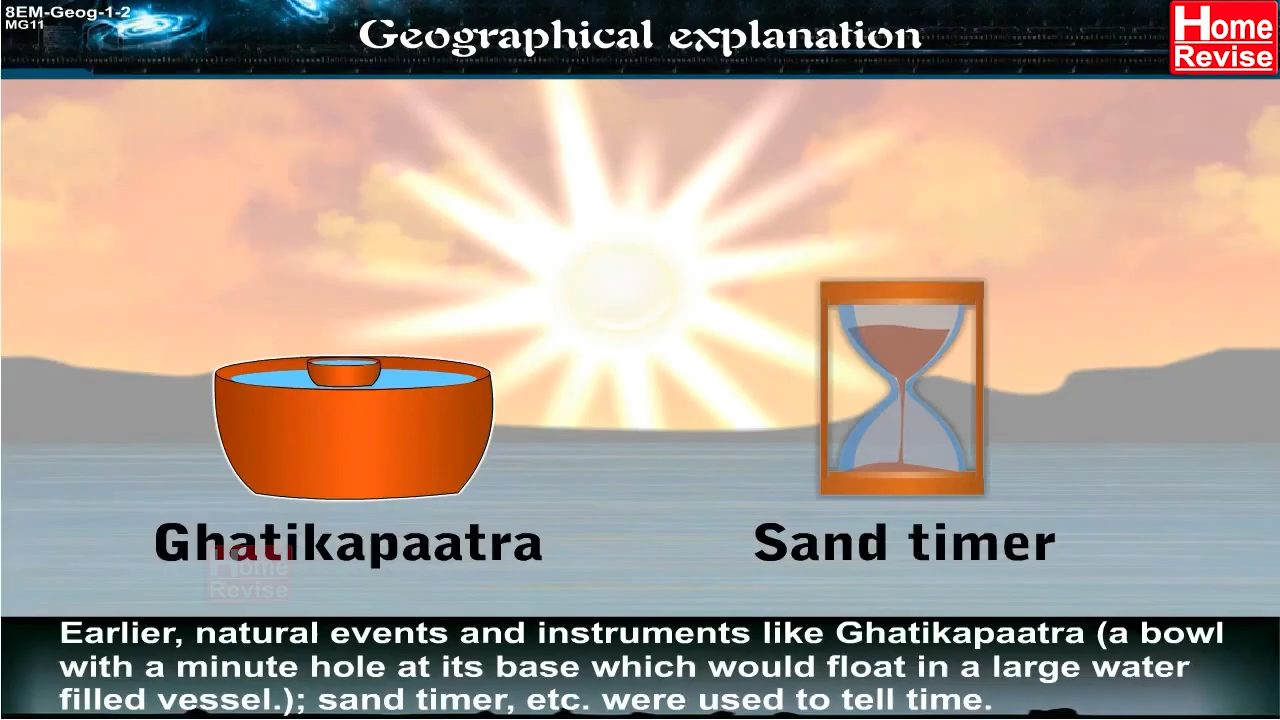 8EM-Geog-1-2
MG11
Geographical explanation
Home
Revise
Ghatikapaatra
Sand timer
Home
Revise
Earlier, natural events and instruments like Ghatikapaatra (a bowl
with a minute hole at its base which would float in a large water
filled vessel.); sand timer, etc. were used to tell time.